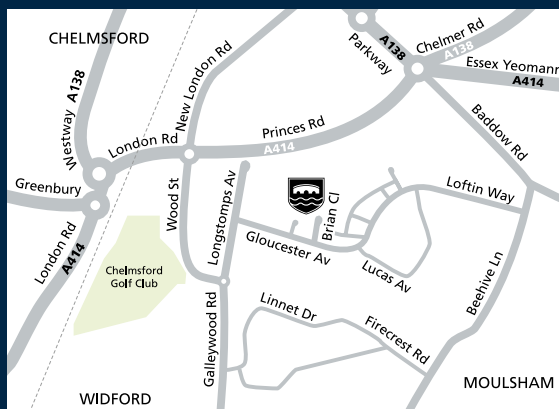 CHELMSFORD
Westway A138
New London Rd
Parkway
A138
Chelmer Rd
A138
Essex Yeoman
A414
London Rd
Princes Rd
A414
Baddow Rd
Greenbury
London Rd
A414
Wood St
Longstomps Av
Brian Cl
Loftin Way
Gloucester Av
Lucas Av
Chelmsford
Golf Club
Galleywood Rd
Linnet Dr
Firecrest Rd
Beehive Ln
WIDFORD
MOULSHAM